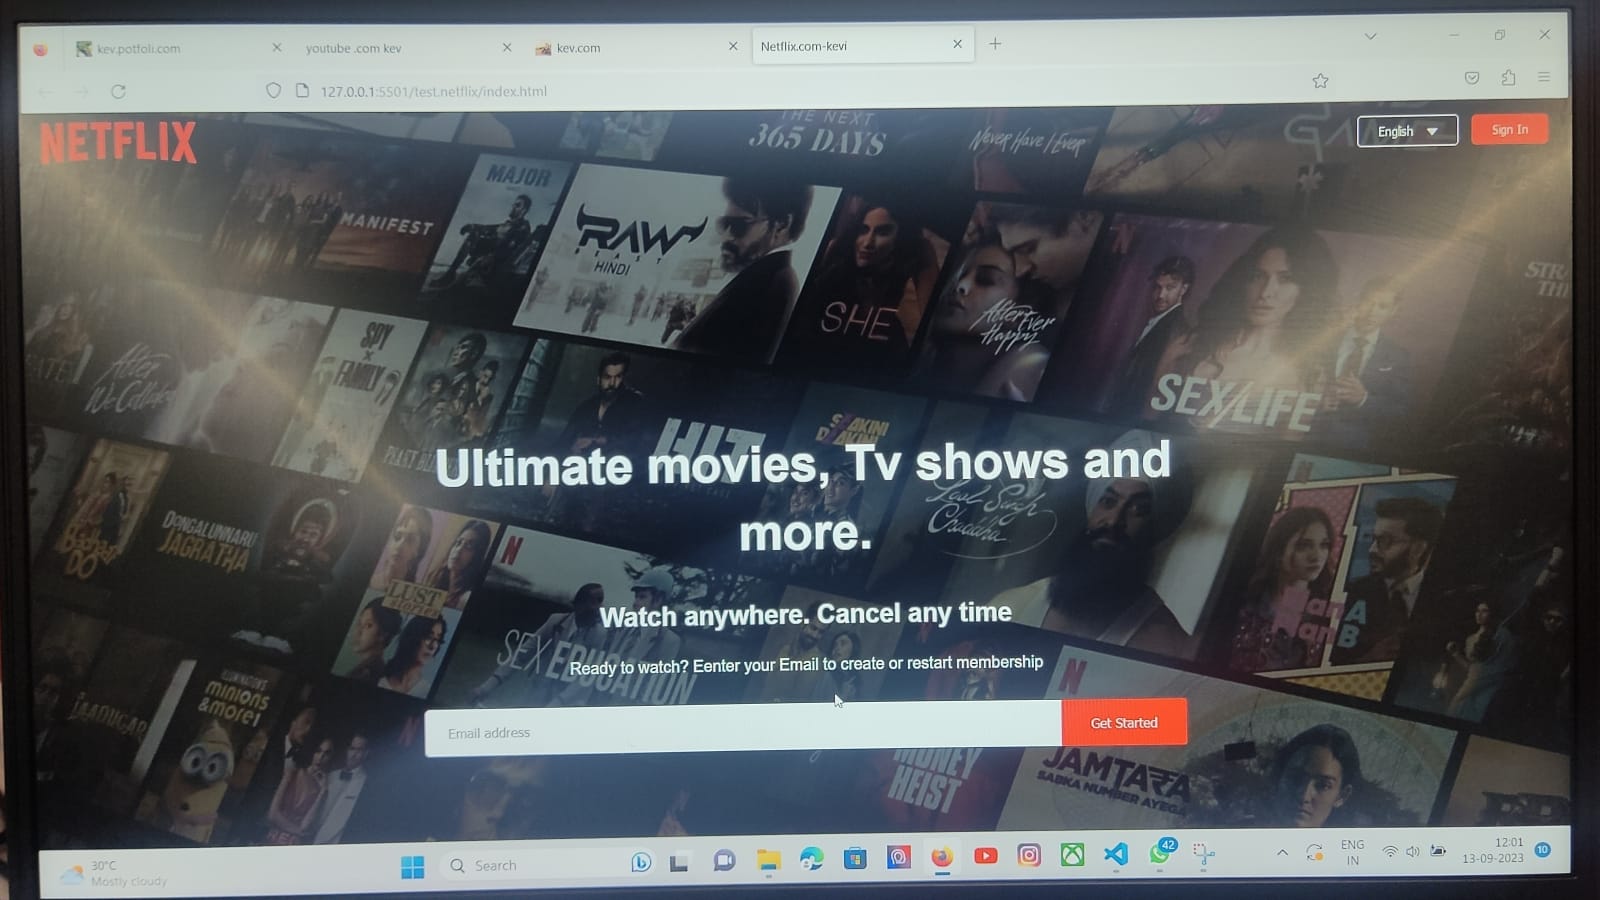 kev.potfoli.com
youtube .com kev
kev.com
Netflix.com-kevi
127.0.0.1:5501/test.netflix/index.html
NETFLIX
THE NEXT
365 DAYS
Never Have I Ever
English
Sign In
MANIFEST
MAJOR
RAW
BEAST
HINDI
SHE
After Ever
Happy
SEX/LIFE
After
We Collided
SPY
x
FAMILY
HIT
Ultimate movies, Tv shows and
more.
Laal Singh
Chaddha
DONGALUNNARU
JAGRATHA
LUST
stories
Watch anywhere. Cancel any time
SEX EDUCATION
Ready to watch? Eenter your Email to create or restart membership
JAADUGAR
ILLUMINATION'S
MINIONS
&MORE!
Email address
Get Started
MONEY
HEIST
JAMTARA
SABKA NUMBER AYEGA
30°C
Mostly cloudy
Search
42
ENG
IN
12:01
13-09-2023
10